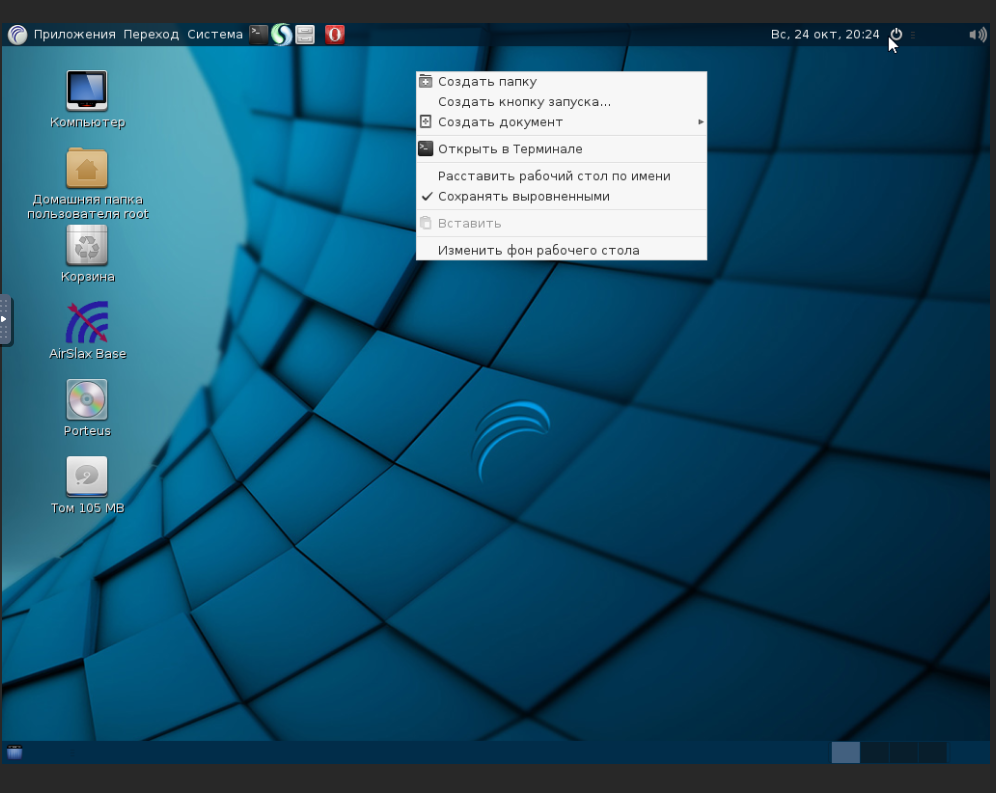 Приложения Переход Система
Вс, 24 окт, 20:24
Компьютер
Домашняя папка
пользователя root
Корзина
AirSlax Base
Porteus
Том 105 MB
Создать папку
Создать кнопку запуска...
Создать документ
Открыть в Терминале
Расставить рабочий стол по имени
Сохранять выровненными
Вставить
Изменить фон рабочего стола